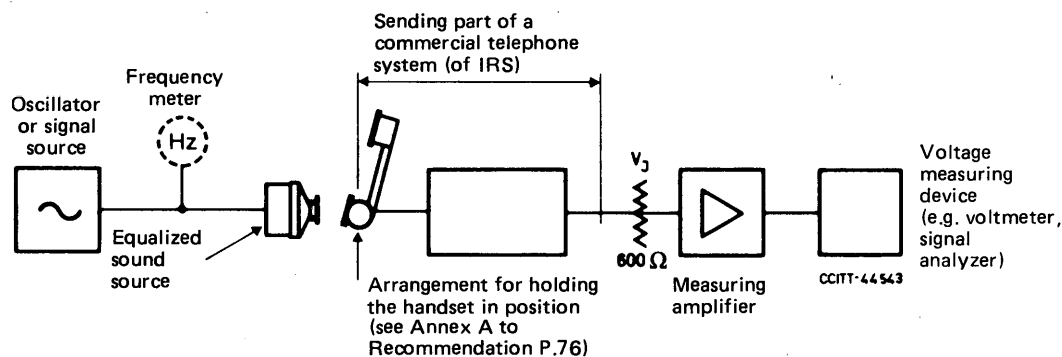 Sending part of a
commercial telephone
system (of IRS)
Frequency
meter
Oscillator
or signal
source
Hz
Equalized
sound
source
Arrangement for holding
the handset in position
(see Annex A to
Recommendation P.76)
VJ
600 Ω
Measuring
amplifier
Voltage
measuring
device
(e.g. voltmeter,
signal
analyzer)
CCITT-44543